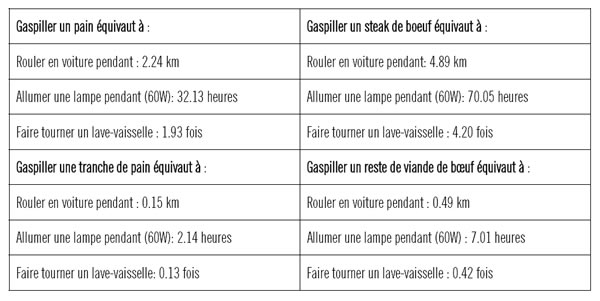 Gaspiller un pain équivaut à :
Rouler en voiture pendant : 2.24 km
Allumer une lampe pendant (60W): 32.13 heures
Faire tourner un lave-vaisselle : 1.93 fois
Gaspiller un steak de boeuf équivaut à :
Rouler en voiture pendant: 4.89 km
Allumer une lampe pendant (60W): 70.05 heures
Faire tourner un lave-vaisselle : 4.20 fois
Gaspiller une tranche de pain équivaut à :
Rouler en voiture pendant : 0.15 km
Allumer une lampe pendant (60W): 2.14 heures
Faire tourner un lave-vaisselle: 0.13 fois
Gaspiller un reste de viande de bœuf équivaut à :
Rouler en voiture pendant : 0.49 km
Allumer une lampe pendant (60W) : 7.01 heures
Faire tourner un lave-vaisselle : 0.42 fois